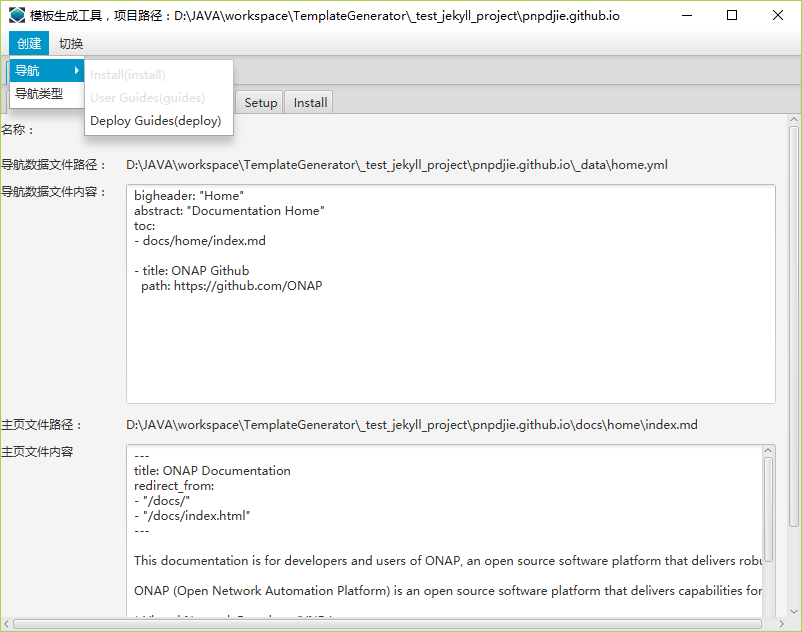 模板生成工具，项目路径：D:\JAVA\workspace\TemplateGenerator\_test_jekyll_project\pnpdjie.github.io
创建 切换
导航
导航类型
Install(install)
User Guides(guides)
Deploy Guides(deploy)
Setup Install
名称：
导航数据文件路径： D:\JAVA\workspace\TemplateGenerator\_test_jekyll_project\pnpdjie.github.io\_data\home.yml
导航数据文件内容：
bigheader: "Home"
abstract: "Documentation Home"
toc:
- docs/home/index.md
- title: ONAP Github
path: https://github.com/ONAP
主页文件路径： D:\JAVA\workspace\TemplateGenerator\_test_jekyll_project\pnpdjie.github.io\docs\home\index.md
主页文件内容
---
title: ONAP Documentation
redirect_from:
- "/docs/"
- "/docs/index.html"
---
This documentation is for developers and users of ONAP, an open source software platform that delivers
ONAP (Open Network Automation Platform) is an open source software platform that delivers capabilities for